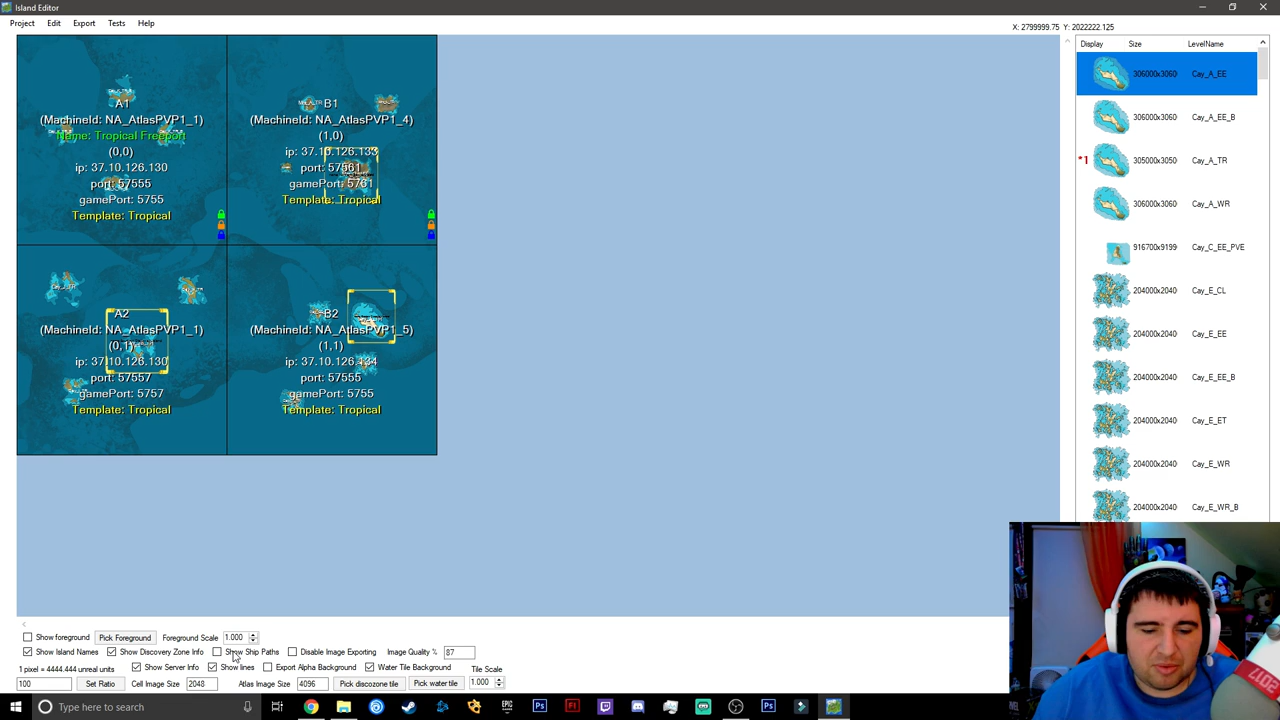 Island Editor
Project Edit Export Tests Help
X: 2799999.75 Y: 2022222.125
Display Size LevelName
A1
(MachineId: NA_AtlasPVP1_1)
Name: Tropical Freeport
(0,0)
ip: 37.10.126.130
port: 57555
gamePort: 5755
Template: Tropical
B1
(MachineId: NA_AtlasPVP1_4)
(1,0)
ip: 37.10.126.133
port: 57561
gamePort: 5761
Template: Tropical
A2
(MachineId: NA_AtlasPVP1_1)
(0,1)
ip: 37.10.126.130
port: 57557
gamePort: 5757
Template: Tropical
B2
(MachineId: NA_AtlasPVP1_5)
(1,1)
ip: 37.10.126.134
port: 57555
gamePort: 5755
Template: Tropical
306000x3060 Cay_A_EE
306000x3060 Cay_A_EE_B
*1 305000x3050 Cay_A_TR
306000x3060 Cay_A_WR
916700x9199 Cay_C_EE_PVE
204000x2040 Cay_E_CL
204000x2040 Cay_E_EE
204000x2040 Cay_E_EE_B
204000x2040 Cay_E_ET
204000x2040 Cay_E_WR
204000x2040 Cay_E_WR_B
Show foreground Pick Foreground Foreground Scale 1.000
Show Island Names Show Discovery Zone Info Show Ship Paths Disable Image Exporting Image Quality % 87
1 pixel = 4444.444 unreal units Show Server Info Show lines Export Alpha Background Water Tile Background Tile Scale
100 Set Ratio Cell Image Size 2048 Atlas Image Size 4096 Pick discozone tile Pick water tile 1.000
Type here to search